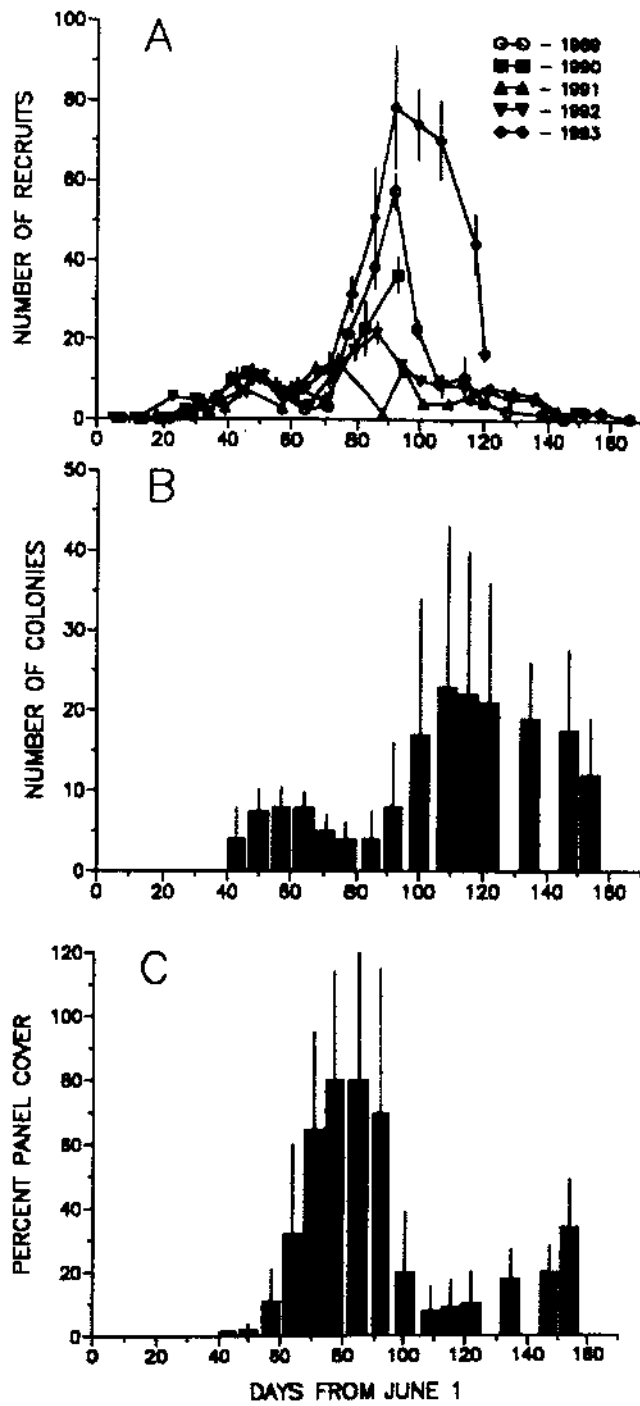 A
NUMBER OF RECRUITS
100
80
60
40
20
0
- 1989
- 1990
- 1991
- 1992
- 1993
0 20 40 60 80 100 120 140 160
B
NUMBER OF COLONIES
50
40
30
20
10
0
0 20 40 60 80 100 120 140 160
C
PERCENT PANEL COVER
120
100
80
60
40
20
0
0 20 40 60 80 100 120 140 160
DAYS FROM JUNE 1